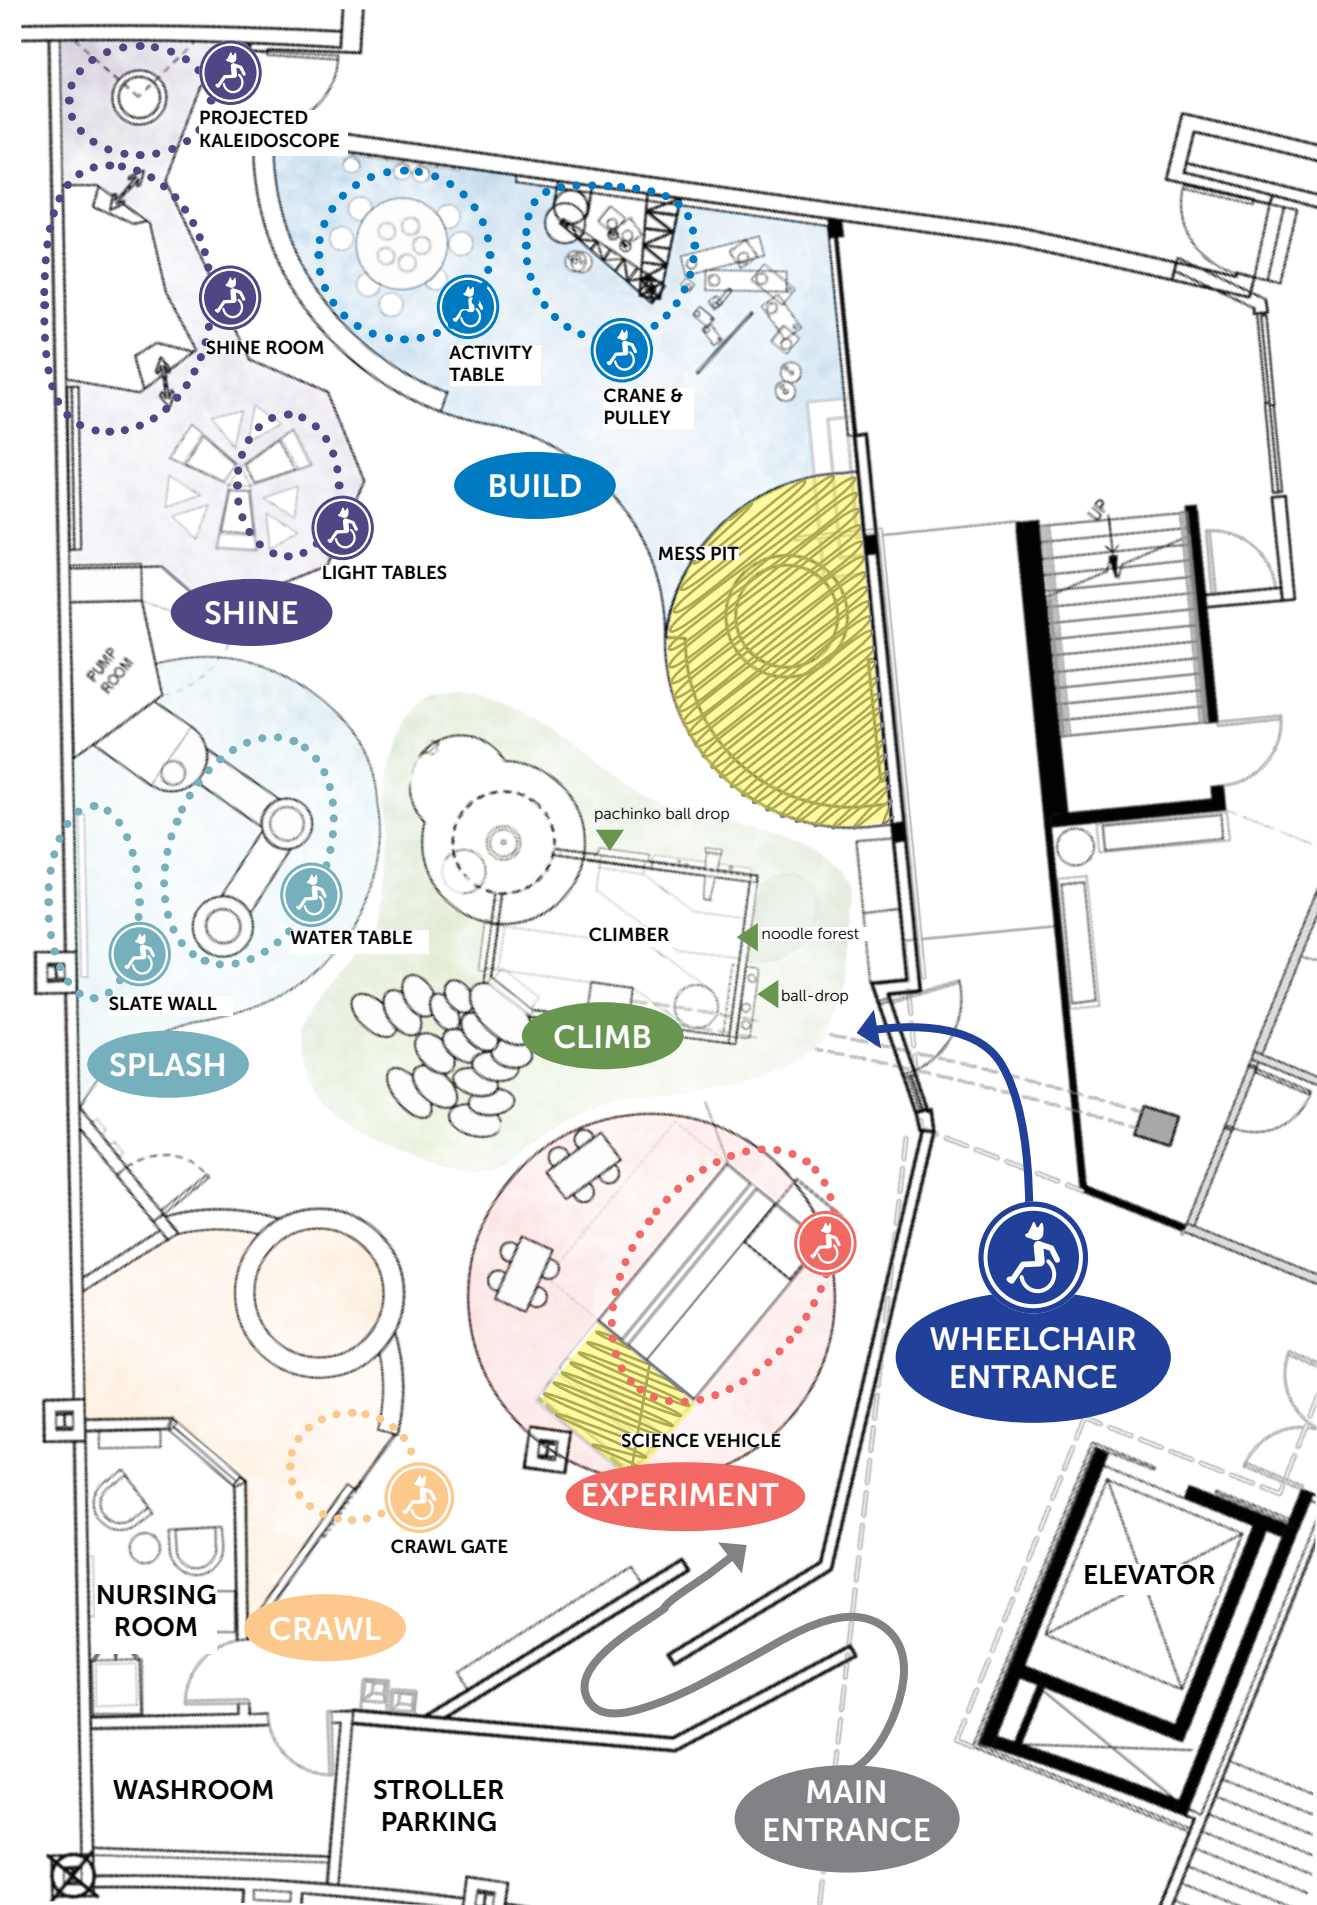 PROJECTED
KALEIDOSCOPE
SHINE ROOM
ACTIVITY
TABLE
CRANE &
PULLEY
BUILD
UP
MESS PIT
LIGHT TABLES
SHINE
PUMP
ROOM
pachinko ball drop
CLIMBER
noodle forest
WATER TABLE
ball-drop
SLATE WALL
CLIMB
SPLASH
WHEELCHAIR
ENTRANCE
SCIENCE VEHICLE
EXPERIMENT
CRAWL GATE
ELEVATOR
NURSING
ROOM
CRAWL
WASHROOM
STROLLER
PARKING
MAIN
ENTRANCE